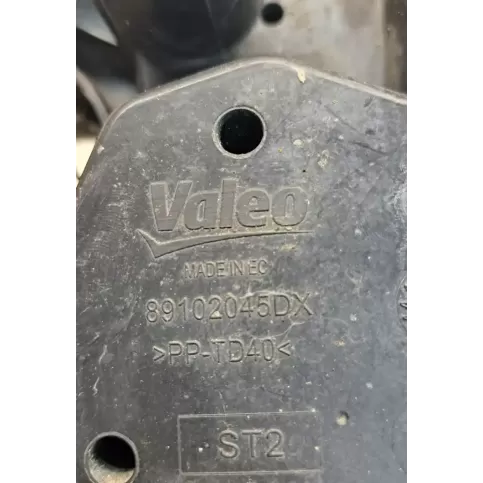 Valeo
MADE IN EC
89102045DX
>PP-TD40<
ST2